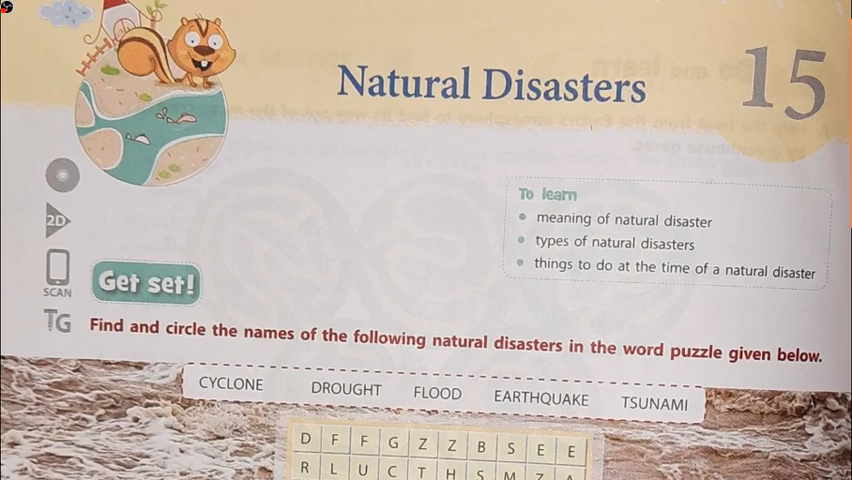 Natural Disasters 15
To learn
meaning of natural disaster
types of natural disasters
things to do at the time of a natural disaster
2D
SCAN
Get set!
TG
Find and circle the names of the following natural disasters in the word puzzle given below.
CYCLONE DROUGHT FLOOD EARTHQUAKE TSUNAMI
D F F G Z Z B S E E
R L U C T H S M Z A